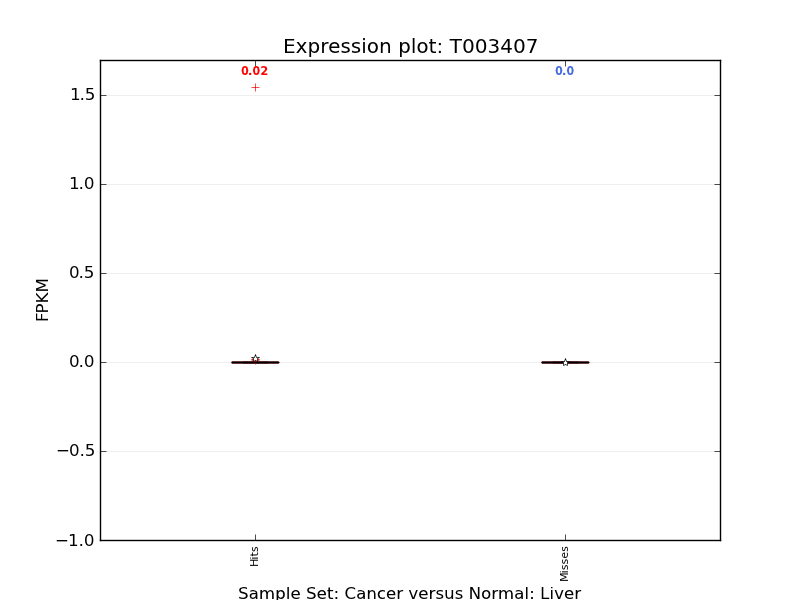 Expression plot: T003407
0.02
0.0
1.5
1.0
0.5
0.0
−0.5
−1.0
FPKM
Hits
Misses
Sample Set: Cancer versus Normal: Liver